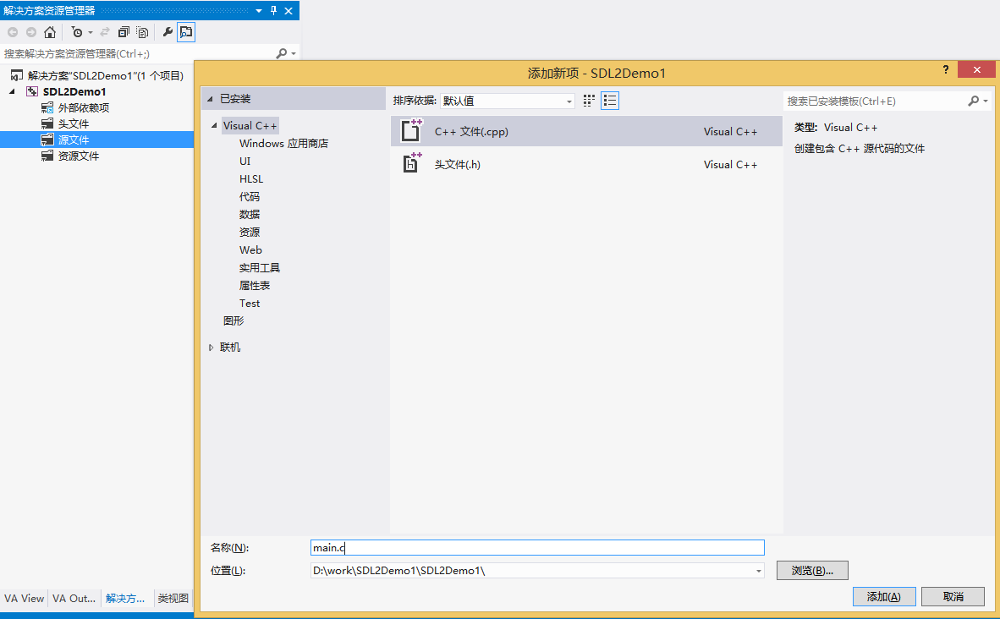 解决方案资源管理器
搜索解决方案资源管理器(Ctrl+;)
解决方案"SDL2Demo1"(1 个项目)
SDL2Demo1
外部依赖项
头文件
源文件
资源文件
VA View
VA Out...
解决方...
类视图
添加新项 - SDL2Demo1
?
已安装
排序依据:
默认值
搜索已安装模板(Ctrl+E)
Visual C++
Windows 应用商店
UI
HLSL
代码
数据
资源
Web
实用工具
属性表
Test
图形
联机
C++ 文件(.cpp)
Visual C++
头文件(.h)
Visual C++
类型: Visual C++
创建包含 C++ 源代码的文件
名称(N):
main.c
位置(L):
D:\work\SDL2Demo1\SDL2Demo1\
浏览(B)...
添加(A)
取消